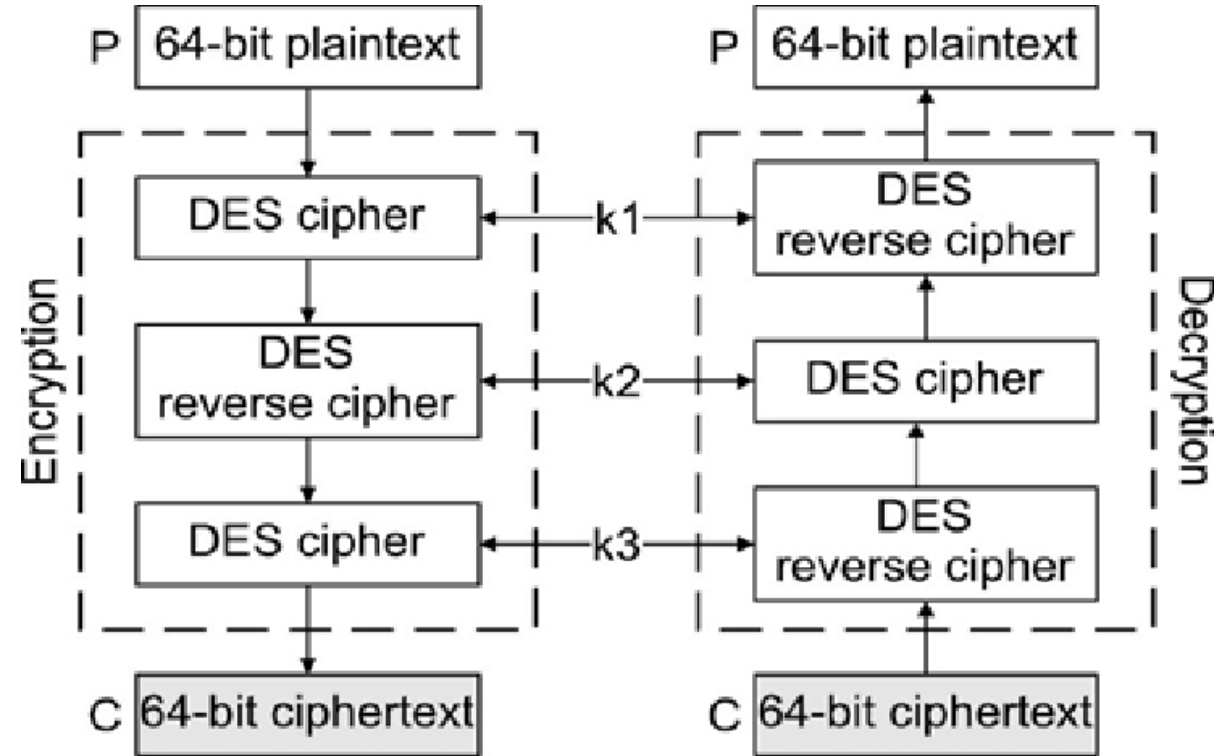 P 64-bit plaintext
Encryption
DES cipher
DES
reverse cipher
DES cipher
C 64-bit ciphertext
k1
k2
k3
P 64-bit plaintext
DES
reverse cipher
DES cipher
DES
reverse cipher
Decryption
C 64-bit ciphertext